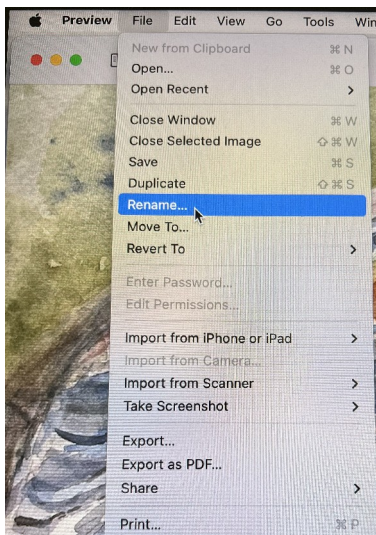 Preview File Edit View Go Tools Win
New from Clipboard ⌘ N
Open... ⌘ O
Open Recent >
Close Window ⌘ W
Close Selected Image ⇧ ⌘ W
Save ⌘ S
Duplicate ⇧ ⌘ S
Rename...
Move To...
Revert To >
Enter Password...
Edit Permissions...
Import from iPhone or iPad >
Import from Camera...
Import from Scanner >
Take Screenshot >
Export...
Export as PDF...
Share >
Print... ⌘ P